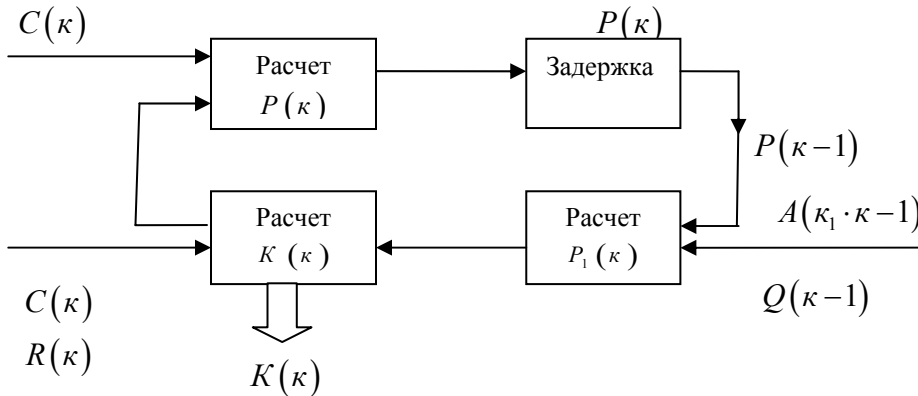 C(κ)
P(κ)
Расчет
P(κ)
Задержка
P(κ−1)
Расчет
K (κ)
Расчет
P₁(κ)
A(κ₁·κ−1)
C(κ)
R(κ)
Q(κ−1)
K(κ)